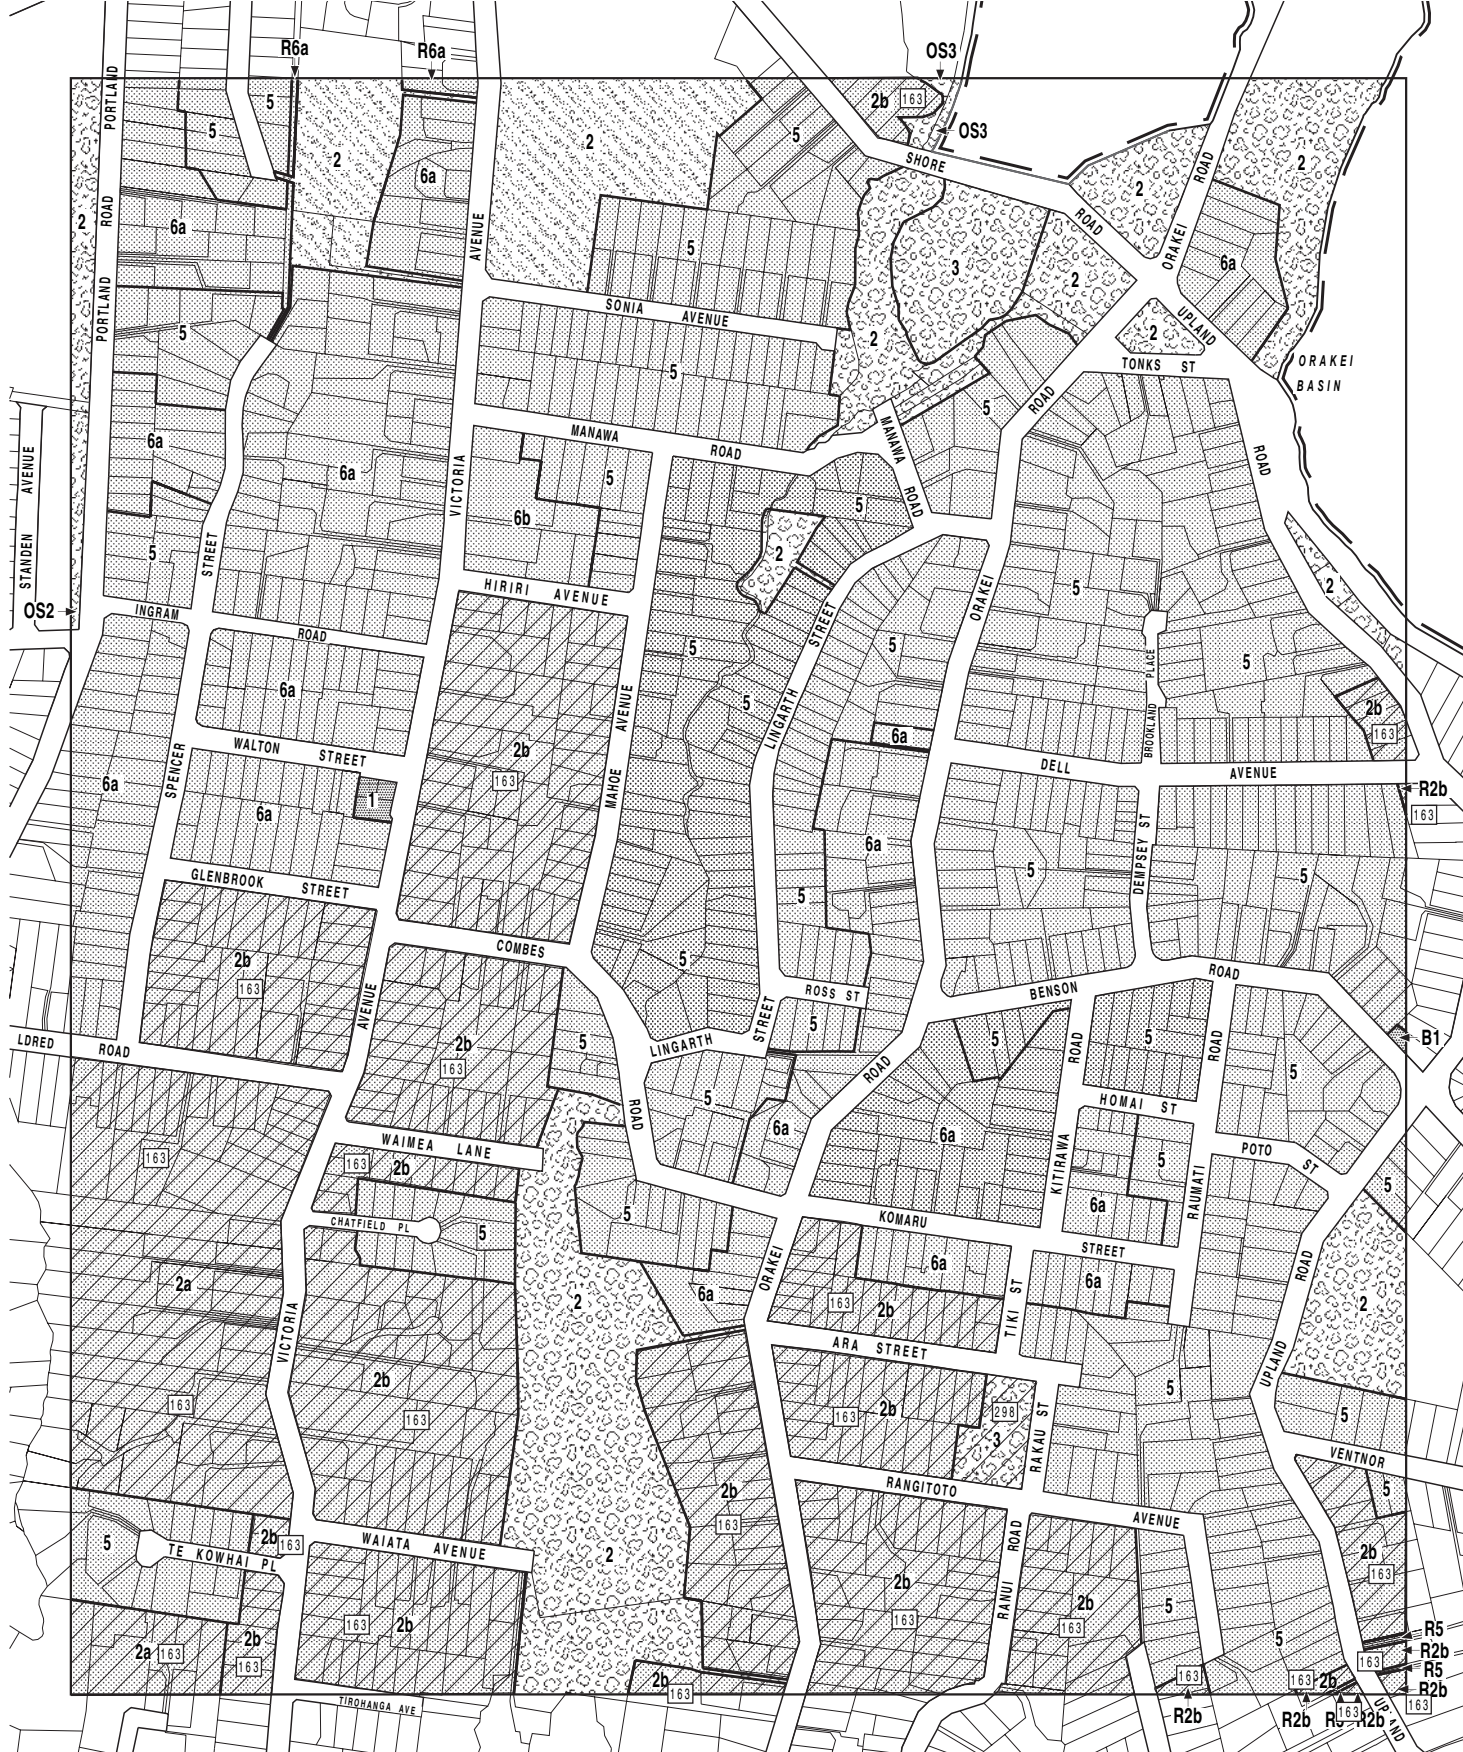 R6a
R6a
OS3
PORTLAND
5
5
2
2
5
2b
163
OS3
SHORE
6a
2
2
ROAD
ROAD
2
ROAD
6a
AVENUE
5
3
ORAKEI
6a
2
PORTLAND
5
SONIA AVENUE
2
UPLAND
2
TONKS ST
ORAKEI
BASIN
5
ROAD
5
6a
MANAWA
ROAD
MANAWA
ROAD
STANDEN AVENUE
6a
VICTORIA
5
6b
5
ROAD
5
STREET
2
OS2
INGRAM
ROAD
HIRIRI AVENUE
ORAKEI
5
2
6a
5
STREET
5
5
PLACE
5
LINGARTH
2b
163
AVENUE
6a
WALTON STREET
SPENCER
2b
163
MAHOE
BROOKLAND
DELL
AVENUE
R2b
163
6a
1
6a
6a
DEMPSEY ST
5
5
5
GLENBROOK STREET
COMBES
2b
163
5
ROAD
BENSON
ROSS ST
STREET
5
5
AVENUE
LDRED
ROAD
2b
163
5
LINGARTH
ROAD
ROAD
5
ROAD
B1
5
ROAD
5
HOMAI ST
6a
6a
163
WAIMEA LANE
163
2b
KITIRAWA
5
POTO ST
RAUMATI
5
CHATFIELD PL
5
5
6a
KOMARU
STREET
6a
6a
ORAKEI
ROAD
2a
2
6a
163
2b
TIKI ST
2
VICTORIA
ARA STREET
UPLAND
2b
163
163
163
2b
298
3
RAKAU ST
5
5
VENTNOR
RANGITOTO
AVENUE
5
2b
163
5
TE KOWHAI PL
2b
163
WAIATA AVENUE
2
ROAD
2b
163
2b
163
RANUI
2b
163
5
2a
163
2b
163
163
2b
5
R5
R2b
R5
R2b
163
163
163
2b
163
2b
163
TIROHANGA AVE
R2b
R2b
163
R2b